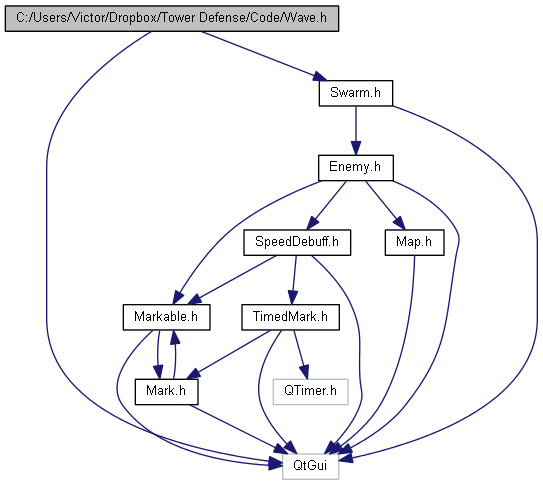 C:/Users/Victor/Dropbox/Tower Defense/Code/Wave.h
Swarm.h
Enemy.h
SpeedDebuff.h
Map.h
Markable.h
TimedMark.h
Mark.h
QTimer.h
QtGui